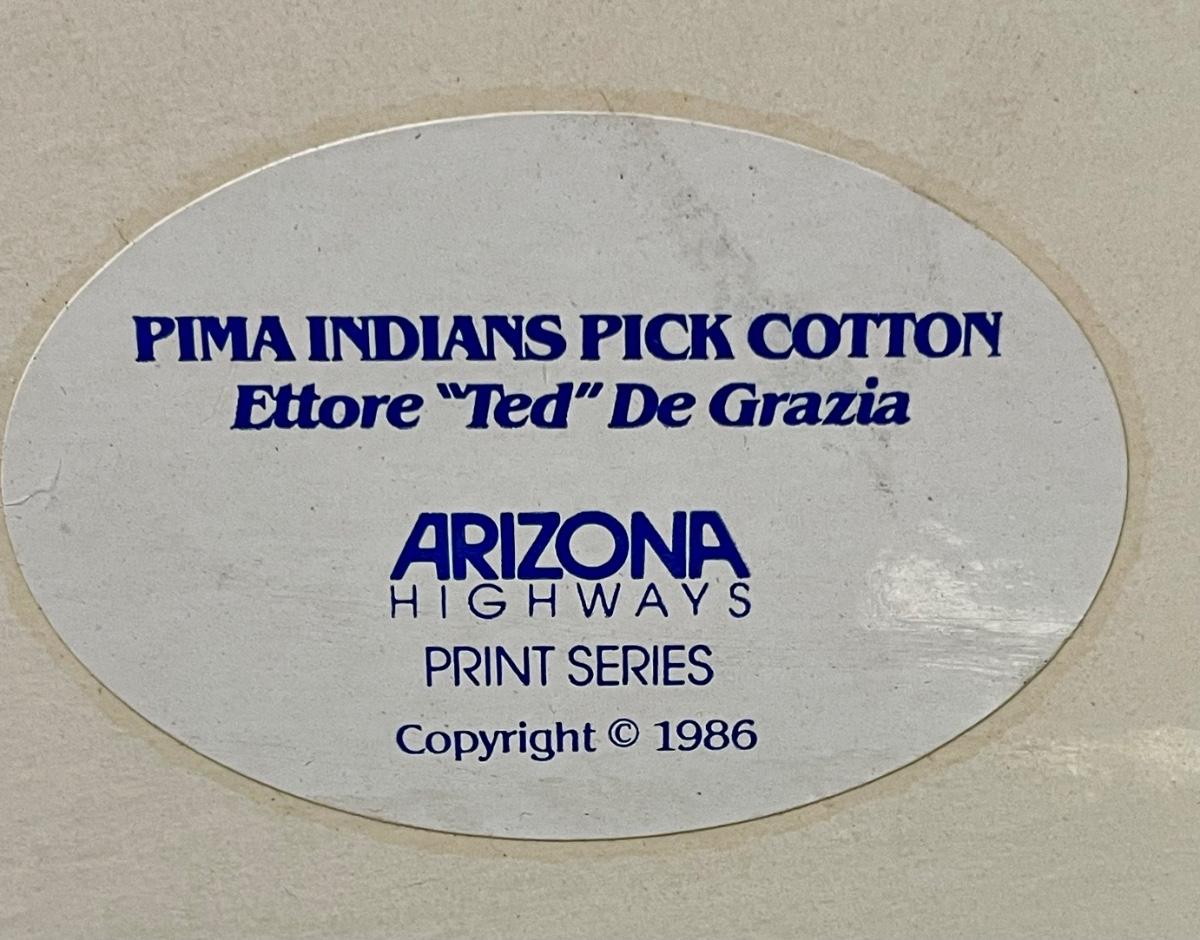 PIMA INDIANS PICK COTTON
Ettore "Ted" De Grazia
ARIZONA
HIGHWAYS
PRINT SERIES
Copyright © 1986